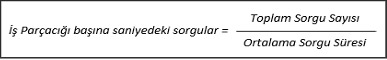 İş Parçacığı başına saniyedeki sorgular = Toplam Sorgu Sayısı
Ortalama Sorgu Süresi